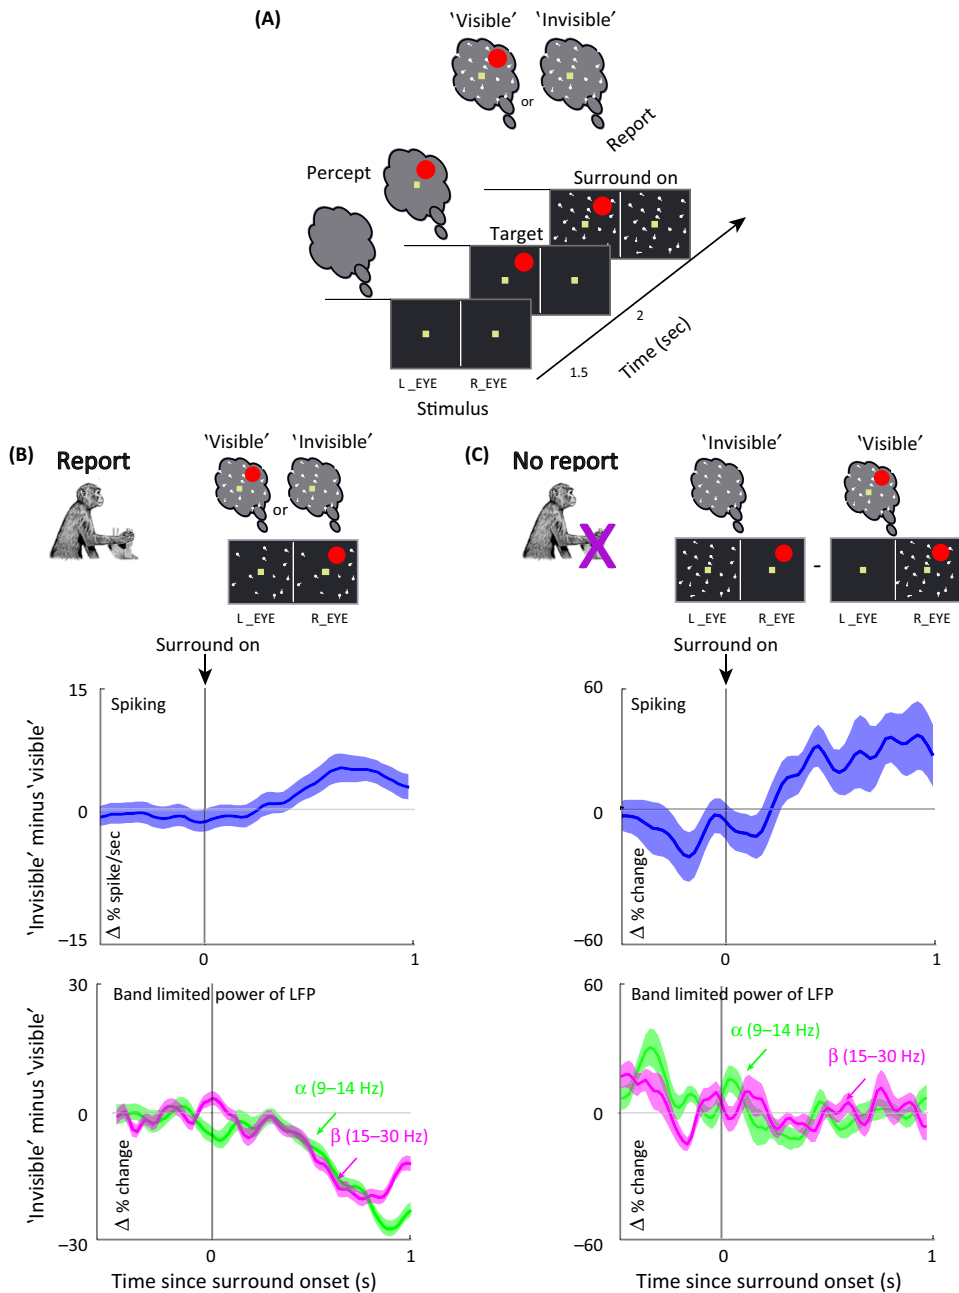 (A)
‘Visible’ ‘Invisible’
or
Report
Percept
Surround on
Target
2
Time (sec)
1.5
L _EYE R_EYE
Stimulus
(B)
Report
‘Visible’ ‘Invisible’
or
L _EYE R_EYE
Surround on
‘Invisible’ minus ‘visible’
15
Spiking
0
Δ % spike/sec
–15
0 1
‘Invisible’ minus ‘visible’
30
Band limited power of LFP
α (9–14 Hz)
β (15–30 Hz)
0
Δ % change
–30
0 1
Time since surround onset (s)
(C)
No report
X
‘Invisible’ ‘Visible’
-
L _EYE R_EYE L _EYE R_EYE
Surround on
60
Spiking
0
Δ % change
–60
0 1
60
Band limited power of LFP
α (9–14 Hz)
β (15–30 Hz)
0
Δ % change
–60
0 1
Time since surround onset (s)